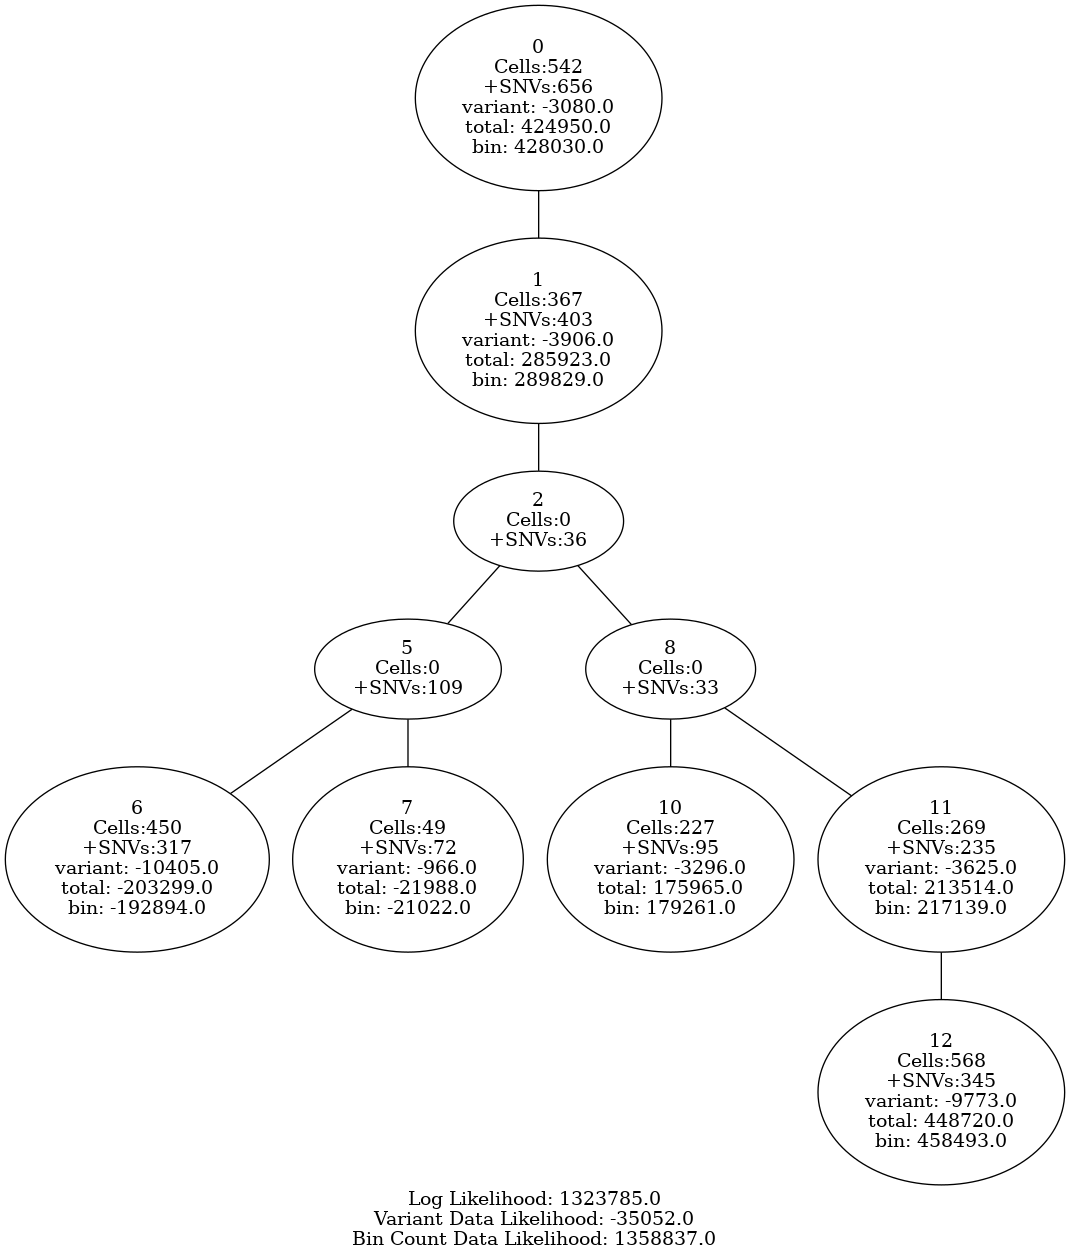 0
Cells:542
+SNVs:656
variant: -3080.0
total: 424950.0
bin: 428030.0
1
Cells:367
+SNVs:403
variant: -3906.0
total: 285923.0
bin: 289829.0
2
Cells:0
+SNVs:36
5
Cells:0
+SNVs:109
8
Cells:0
+SNVs:33
6
Cells:450
+SNVs:317
variant: -10405.0
total: -203299.0
bin: -192894.0
7
Cells:49
+SNVs:72
variant: -966.0
total: -21988.0
bin: -21022.0
10
Cells:227
+SNVs:95
variant: -3296.0
total: 175965.0
bin: 179261.0
11
Cells:269
+SNVs:235
variant: -3625.0
total: 213514.0
bin: 217139.0
12
Cells:568
+SNVs:345
variant: -9773.0
total: 448720.0
bin: 458493.0
Log Likelihood: 1323785.0
Variant Data Likelihood: -35052.0
Bin Count Data Likelihood: 1358837.0